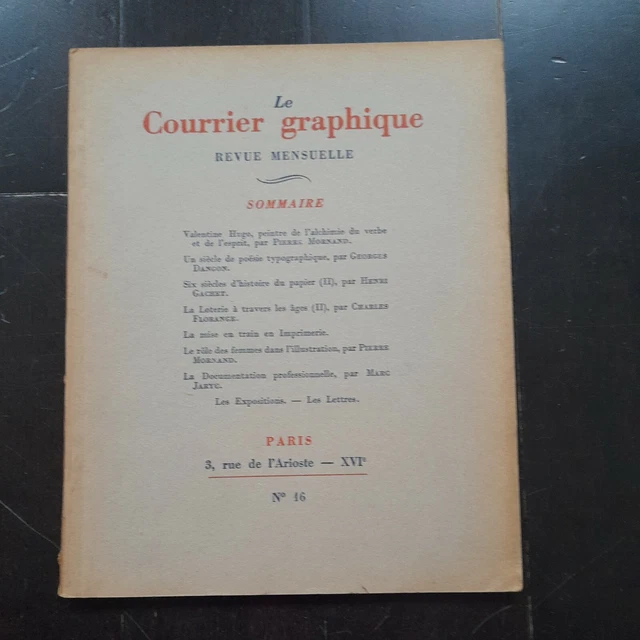 Le
Courrier graphique
REVUE MENSUELLE
SOMMAIRE
Valentine Hugo, peintre de l'alchimie du verbe
et de l'esprit, par PIERRE MORNAND.
Un siècle de poésie typographique, par GEORGES
DANGON.
Six siècles d'histoire du papier (II), par HENRI
GACHET.
La Loterie à travers les âges (II), par CHARLES
FLORANGE.
La mise en train en Imprimerie.
Le rôle des femmes dans l'illustration, par PIERRE
MORNAND.
La Documentation professionnelle, par MARC
JARYC.
Les Expositions. — Les Lettres.
PARIS
3, rue de l'Arioste — XVIe
Nº 16